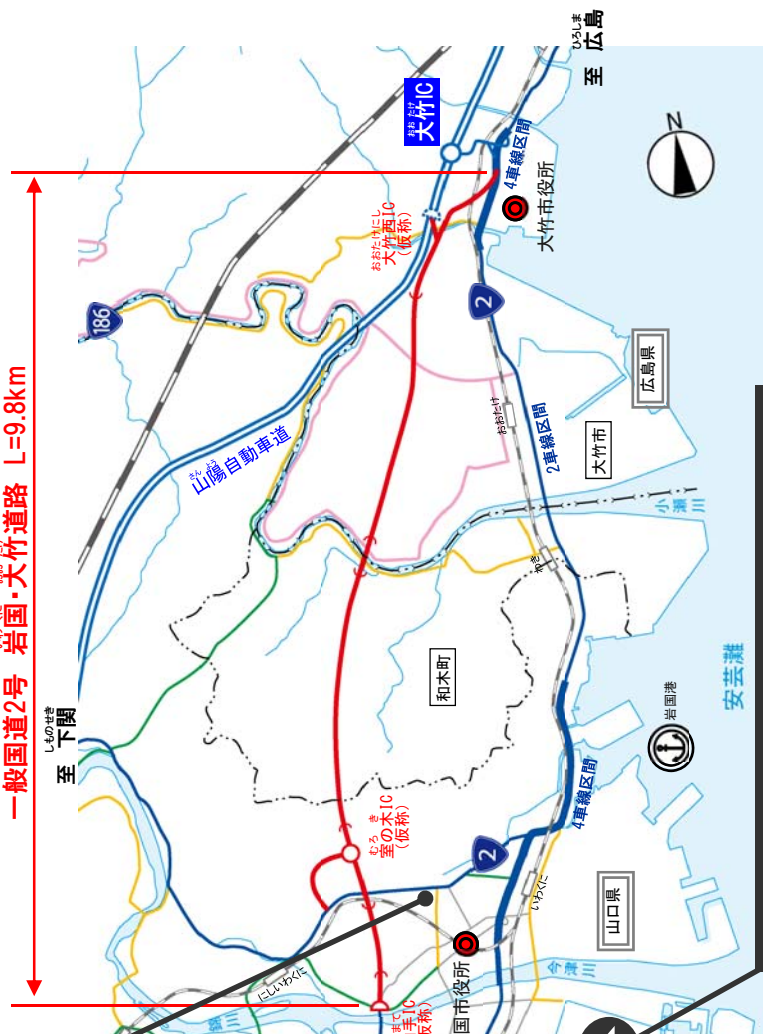 一般国道2号 岩国・大竹道路 L=9.8km
ひろしま
至 広島
おおたけ
大竹IC
4車線区間
N
大竹市役所
おおたけにし
大竹西IC
(仮称)
186
2
広島県
さんよう
山陽自動車道
おおたけ
2車線区間
大竹市
小瀬川
わき
和木町
しものせき
至 下関
安芸灘
岩国港
むろ き
室の木IC
(仮称)
4車線区間
2
いわくに
山口県
にしいわくに
国市役所
今津川
手IC